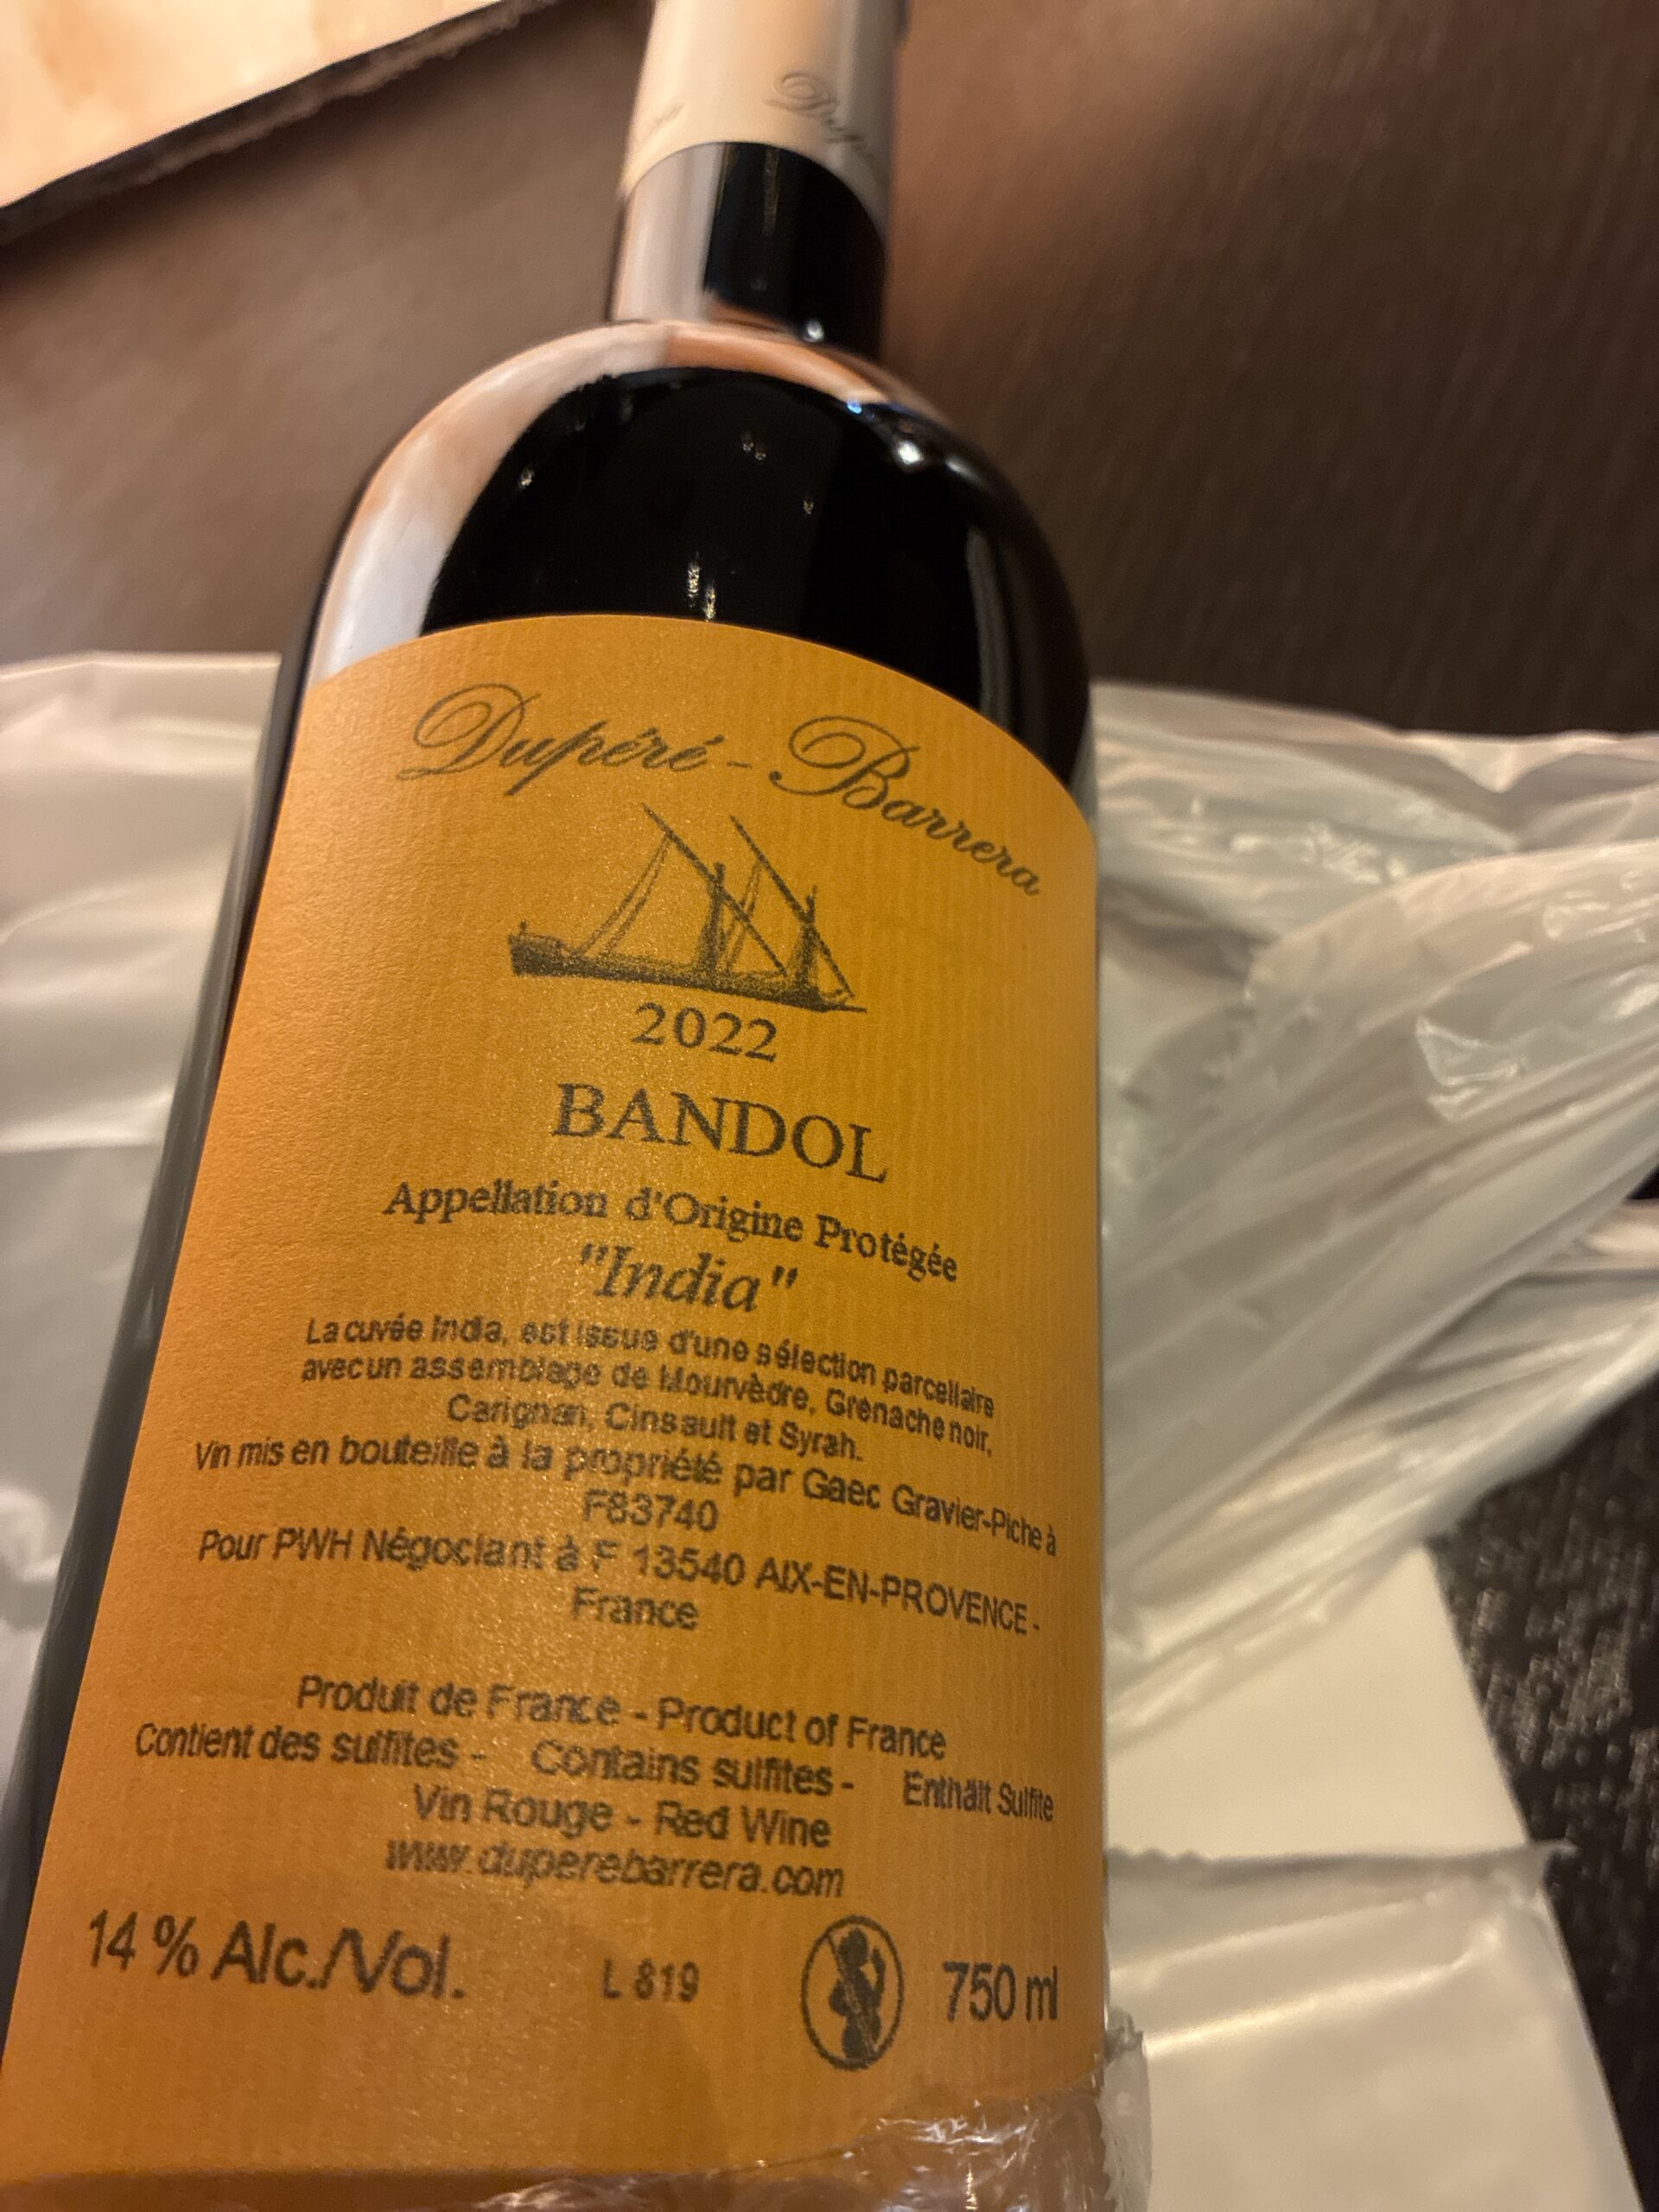 Dupéré-Barrera
2022
BANDOL
Appellation d'Origine Protégée
"India"
La cuvée India, est issue d'une sélection parcellaire
avec un assemblage de Mourvèdre, Grenache noir,
Carignan, Cinsault et Syrah.
Vin mis en bouteille à la propriété par Gaec Gravier-Piche à
F83740
Pour PWH Négociant à F 13540 AIX-EN-PROVENCE -
France
Produit de France - Product of France
Contient des sulfites - Contains sulfites - Enthält Sulfite
Vin Rouge - Red Wine
www.duperebarrera.com
14 % Alc./Vol. L 819 750 ml